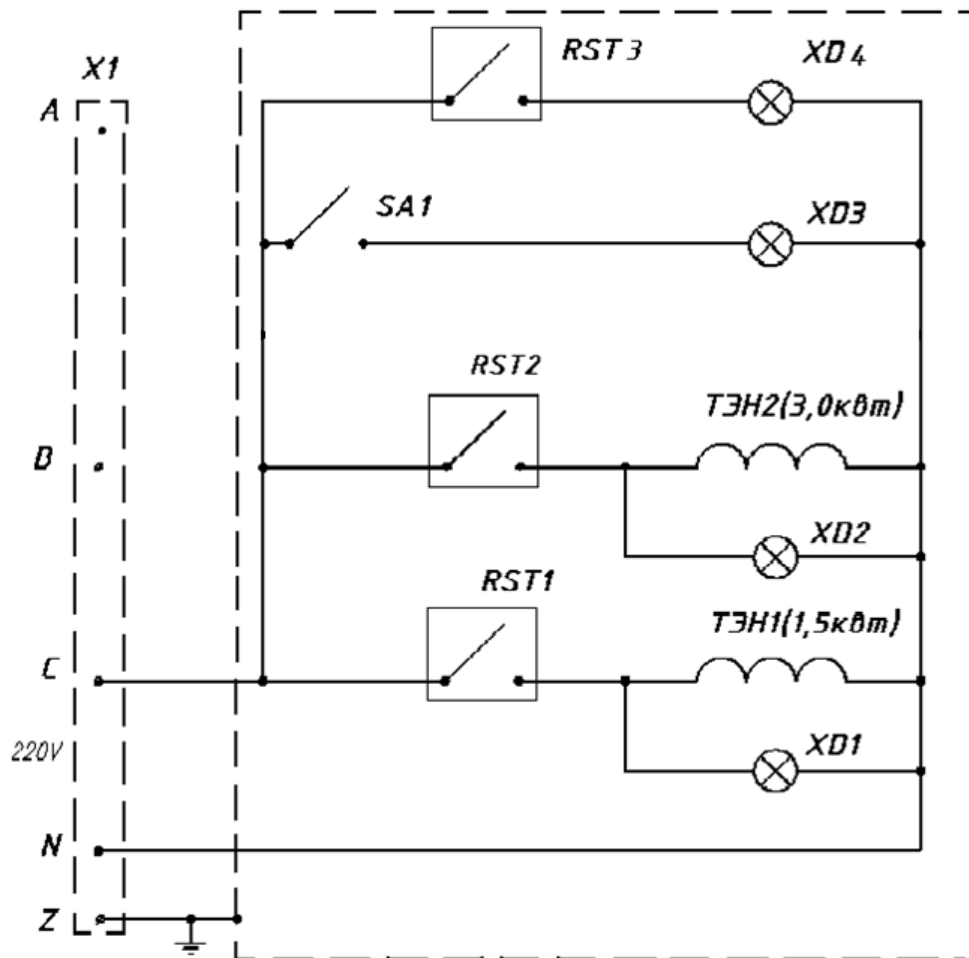 X1
A
B
C
220V
N
Z
RST3
XD4
SA1
XD3
RST2
ТЭН2(3,0кВт)
XD2
RST1
ТЭН1(1,5кВт)
XD1